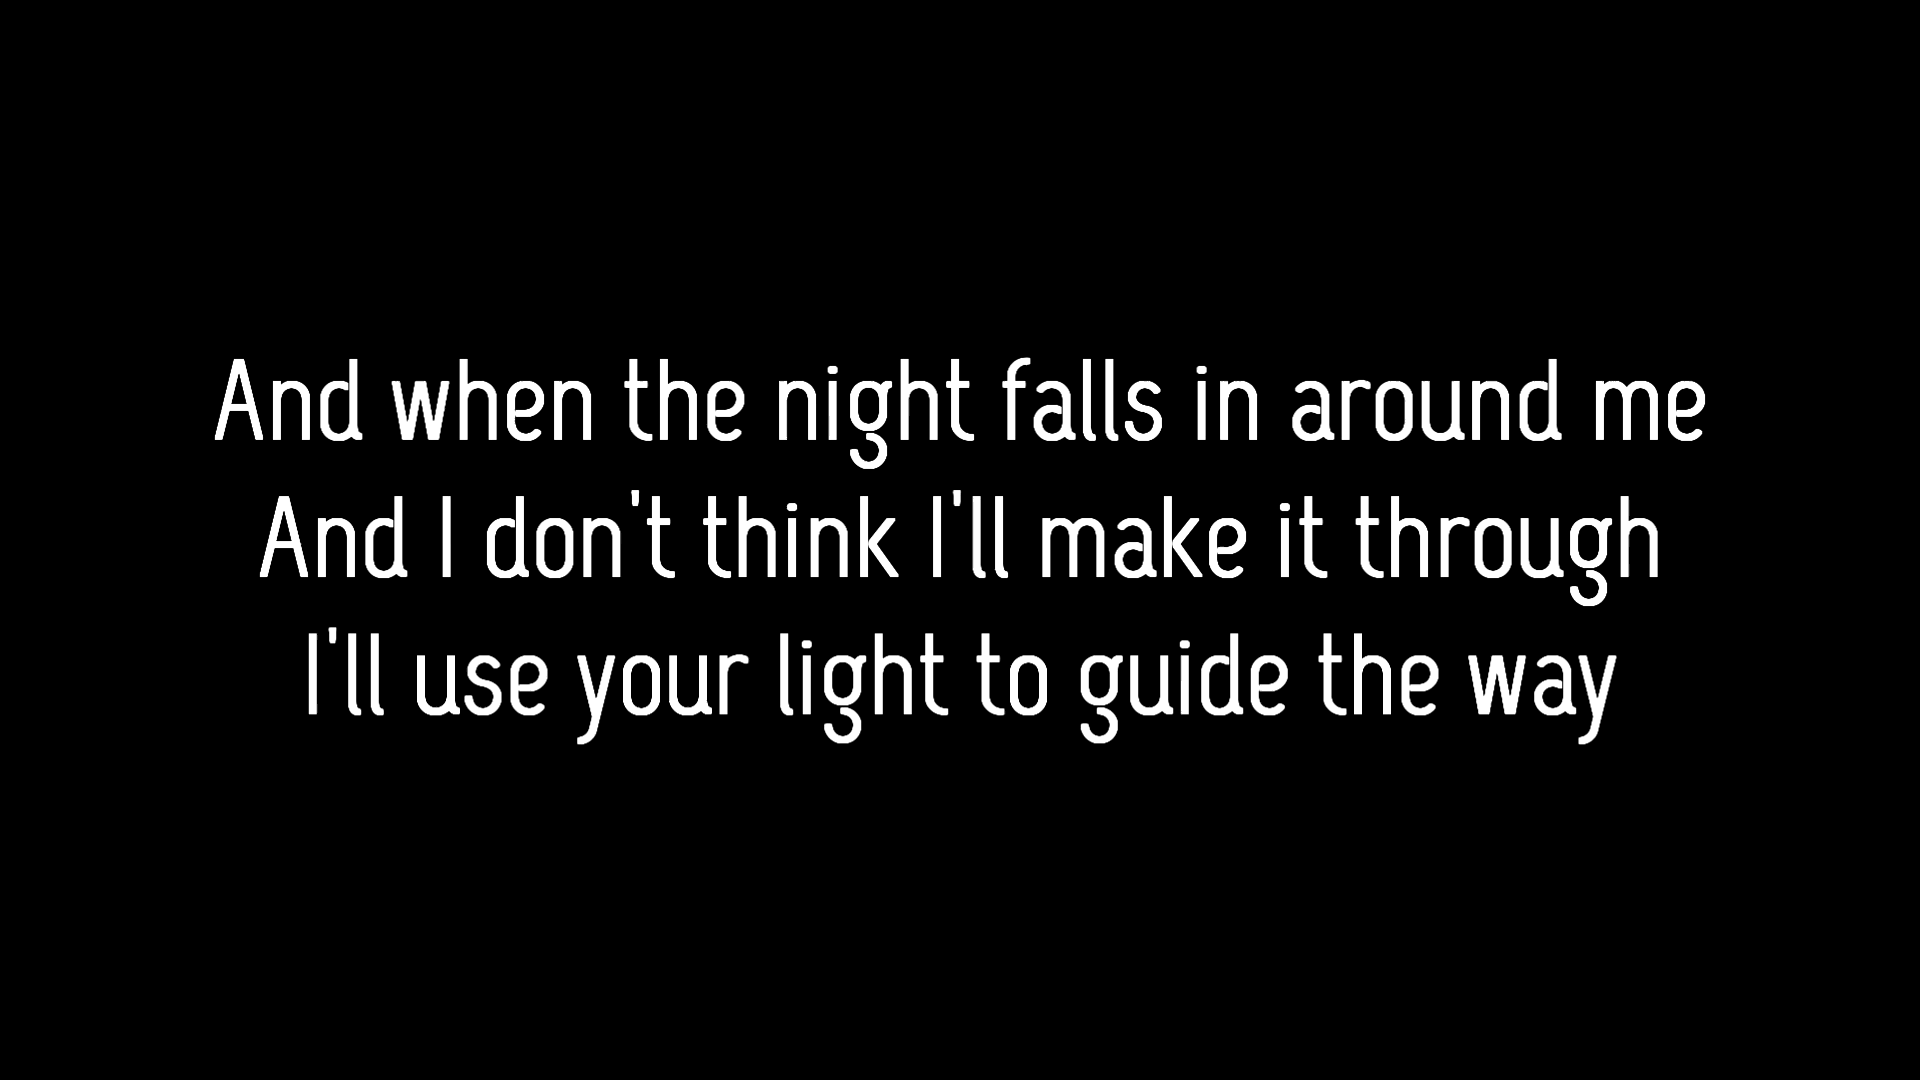 And when the night falls in around me
And I don't think I'll make it through
I'll use your light to guide the way